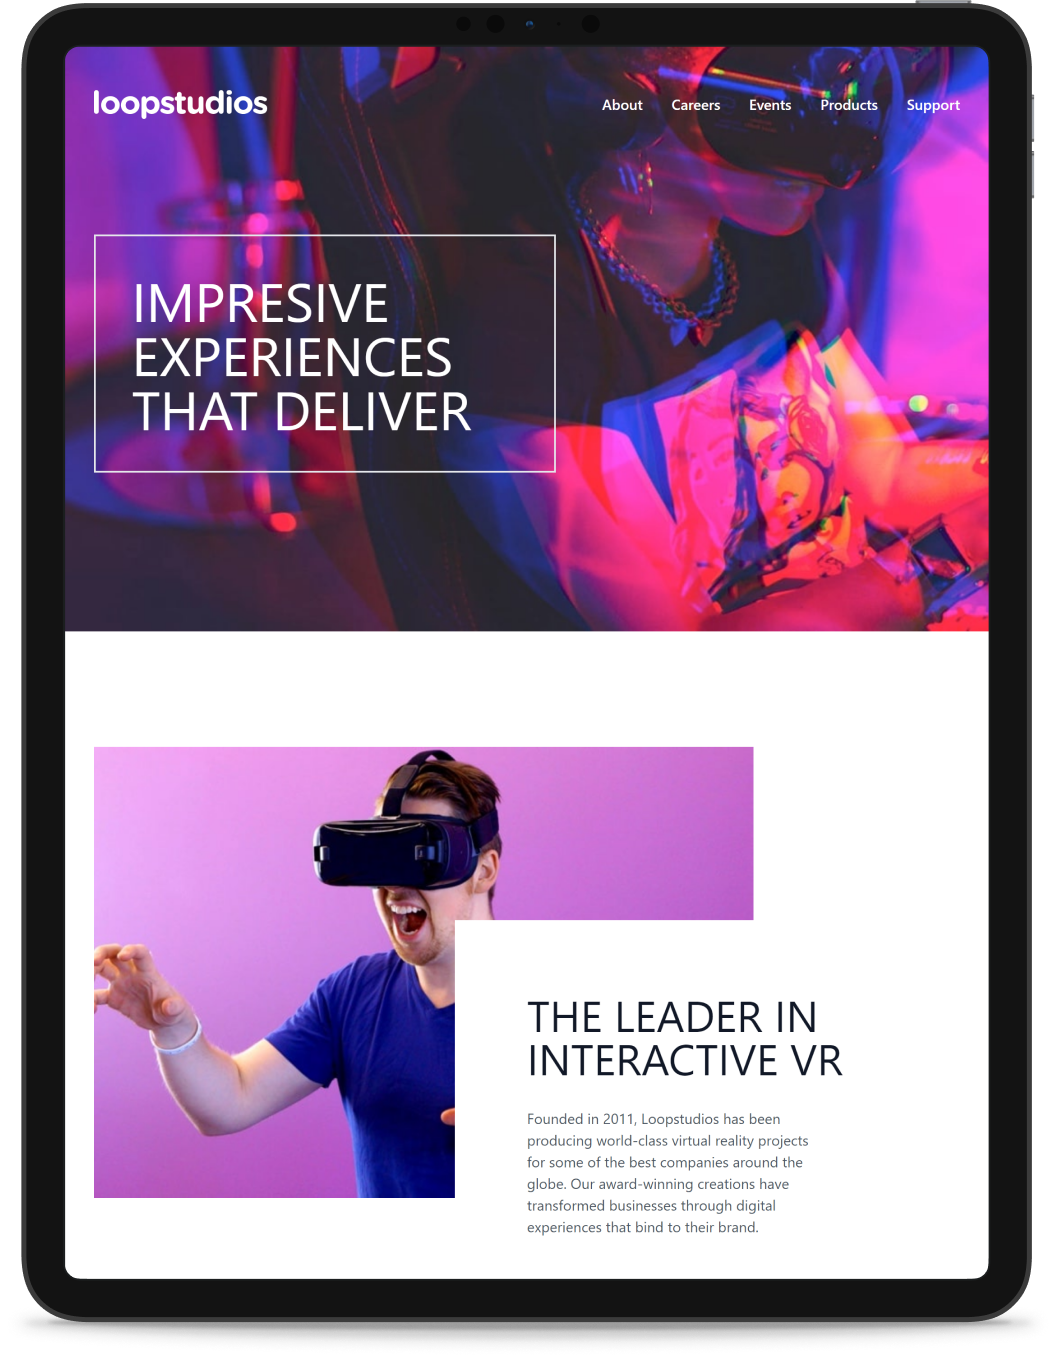 loopstudios
About Careers Events Products Support
IMPRESIVE
EXPERIENCES
THAT DELIVER
THE LEADER IN
INTERACTIVE VR
Founded in 2011, Loopstudios has been
producing world-class virtual reality projects
for some of the best companies around the
globe. Our award-winning creations have
transformed businesses through digital
experiences that bind to their brand.